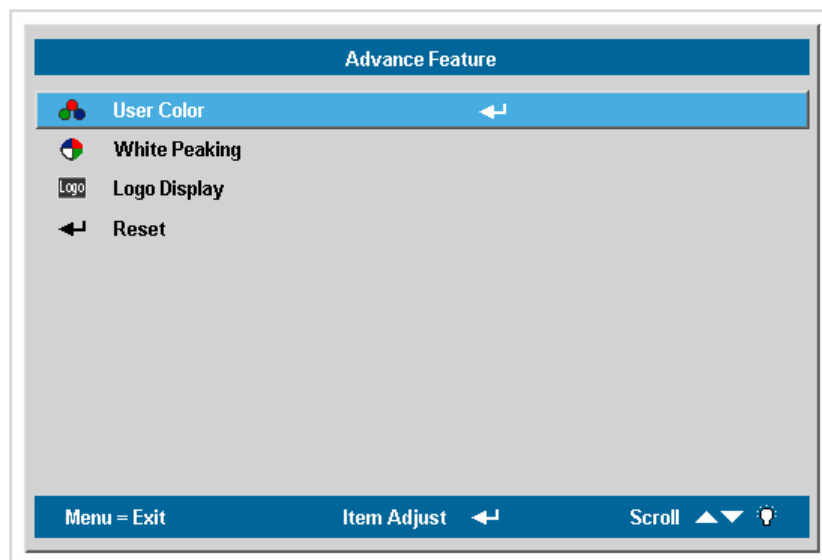 Advance Feature
User Color
White Peaking
Logo Logo Display
Reset
Menu = Exit Item Adjust Scroll